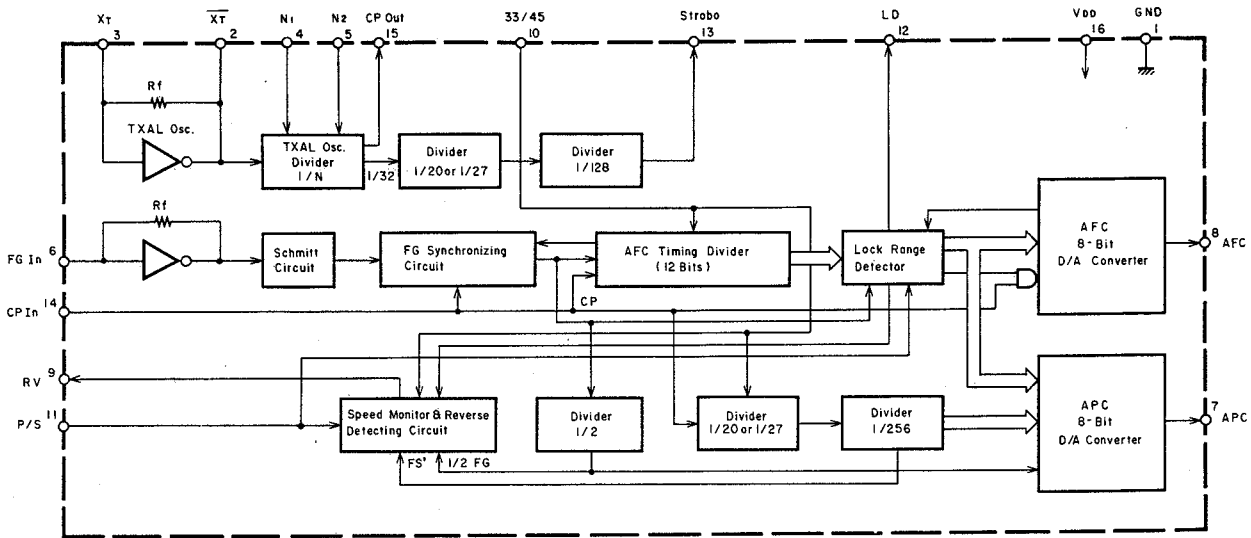 XT
XT
N1
N2
CP Out
33/45
Strobo
LD
VDD
GND
3
2
4
5
15
10
13
12
16
1
Rf
TXAL Osc.
TXAL Osc.
Divider
1/N
1/32
Divider
1/20 or 1/27
Divider
1/128
Rf
FG In 6
Schmitt
Circuit
FG Synchronizing
Circuit
AFC Timing Divider
(12 Bits)
Lock Range
Detector
AFC
8-Bit
D/A Converter
8 AFC
CP In 14
CP
RV 9
P/S 11
Speed Monitor & Reverse
Detecting Circuit
Divider
1/2
Divider
1/20 or 1/27
Divider
1/256
APC
8-Bit
D/A Converter
7 APC
FS'
1/2 FG